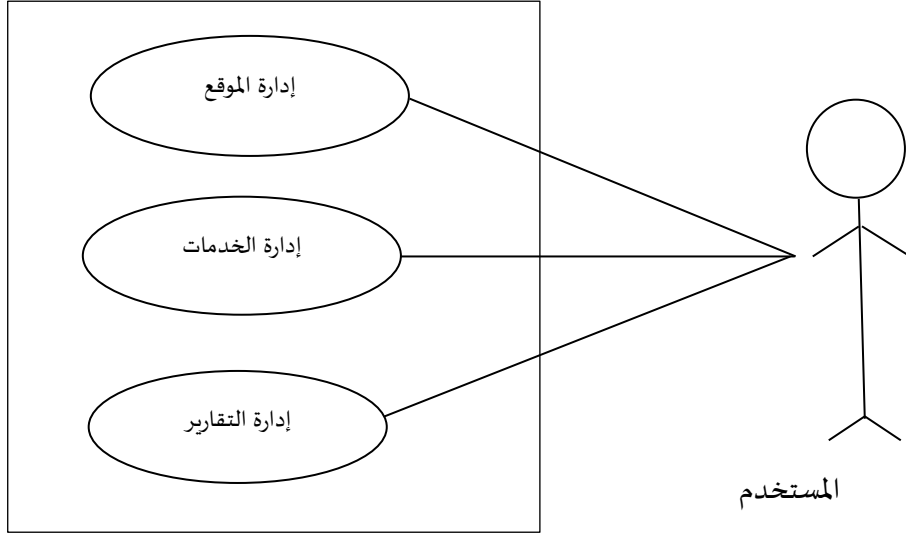 إدارة الموقع
إدارة الخدمات
إدارة التقارير
المستخدم